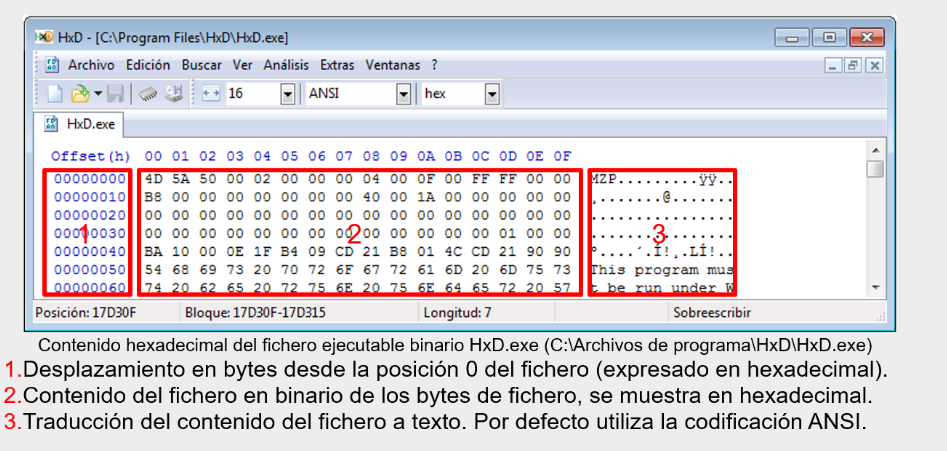 HxD - [C:\Program Files\HxD\HxD.exe]
Archivo Edición Buscar Ver Análisis Extras Ventanas ?
16 ANSI hex
HxD.exe
Offset(h) 00 01 02 03 04 05 06 07 08 09 0A 0B 0C 0D 0E 0F
00000000 4D 5A 50 00 02 00 00 00 04 00 0F 00 FF FF 00 00 MZP.........ÿÿ..
00000010 B8 00 00 00 00 00 00 00 40 00 1A 00 00 00 00 00 ¸.......@.......
00000020 00 00 00 00 00 00 00 00 00 00 00 00 00 00 00 00 ................
00000030 00 00 00 00 00 00 00 00 00 00 00 00 00 01 00 00 ................
1 2 3
00000040 BA 10 00 0E 1F B4 09 CD 21 B8 01 4C CD 21 90 90 º....´.Í!¸.LÍ!..
00000050 54 68 69 73 20 70 72 6F 67 72 61 6D 20 6D 75 73 This program mus
00000060 74 20 62 65 20 72 75 6E 20 75 6E 64 65 72 20 57 t be run under W
Posición: 17D30F Bloque: 17D30F-17D315 Longitud: 7 Sobreescribir
Contenido hexadecimal del fichero ejecutable binario HxD.exe (C:\Archivos de programa\HxD\HxD.exe)
1.Desplazamiento en bytes desde la posición 0 del fichero (expresado en hexadecimal).
2.Contenido del fichero en binario de los bytes de fichero, se muestra en hexadecimal.
3.Traducción del contenido del fichero a texto. Por defecto utiliza la codificación ANSI.